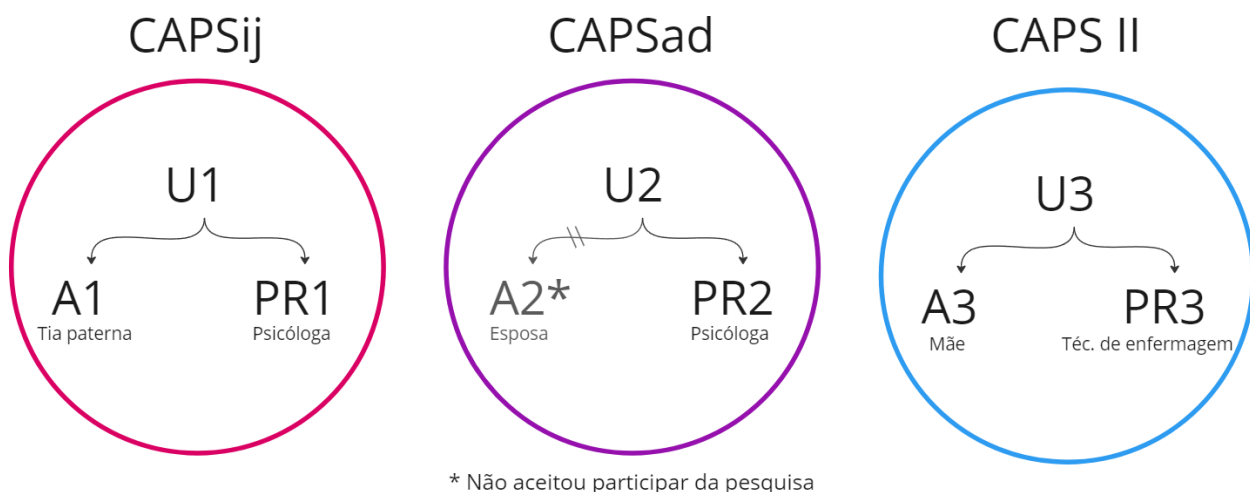 CAPSij
U1
A1
Tia paterna
PR1
Psicóloga
CAPSad
U2
A2*
Esposa
PR2
Psicóloga
CAPS II
U3
A3
Mãe
PR3
Téc. de enfermagem
* Não aceitou participar da pesquisa